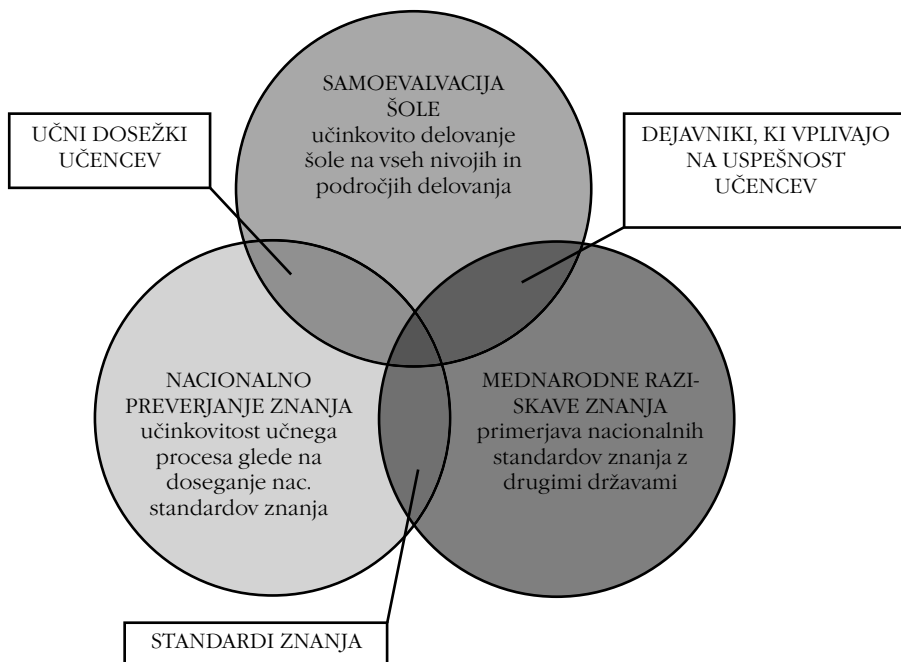 SAMOEVALVACIJA
ŠOLE
učinkovito delovanje
šole na vseh nivojih in
področjih delovanja
UČNI DOSEŽKI
UČENCEV
DEJAVNIKI, KI VPLIVAJO
NA USPEŠNOST
UČENCEV
NACIONALNO
PREVERJANJE ZNANJA
učinkovitost učnega
procesa glede na
doseganje nac.
standardov znanja
MEDNARODNE RAZI-
SKAVE ZNANJA
primerjava nacionalnih
standardov znanja z
drugimi državami
STANDARDI ZNANJA